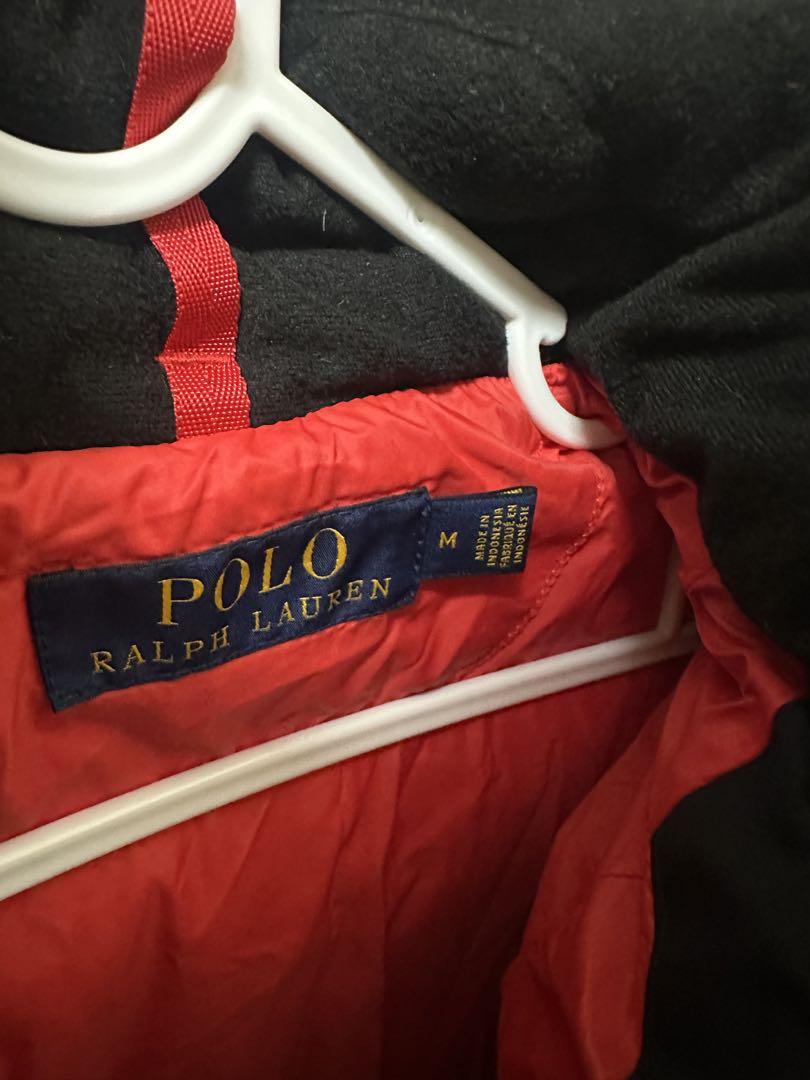 POLO
RALPH LAUREN
M
MADE IN
INDONESIA
FABRIQUÉ EN
INDONÉSIE